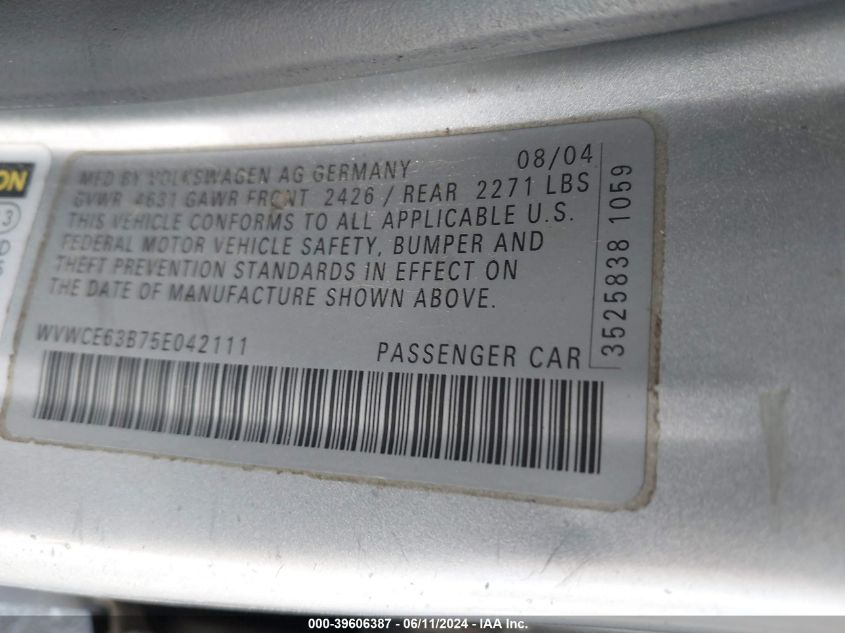 ON
3
MFD BY VOLKSWAGEN AG GERMANY 08/04
GVWR 4631 GAWR FRONT 2426 / REAR 2271 LBS
THIS VEHICLE CONFORMS TO ALL APPLICABLE U.S.
FEDERAL MOTOR VEHICLE SAFETY, BUMPER AND
THEFT PREVENTION STANDARDS IN EFFECT ON
THE DATE OF MANUFACTURE SHOWN ABOVE.
WVWCE63B75E042111 PASSENGER CAR
3525838 1059
000-39606387 - 06/11/2024 - IAA Inc.